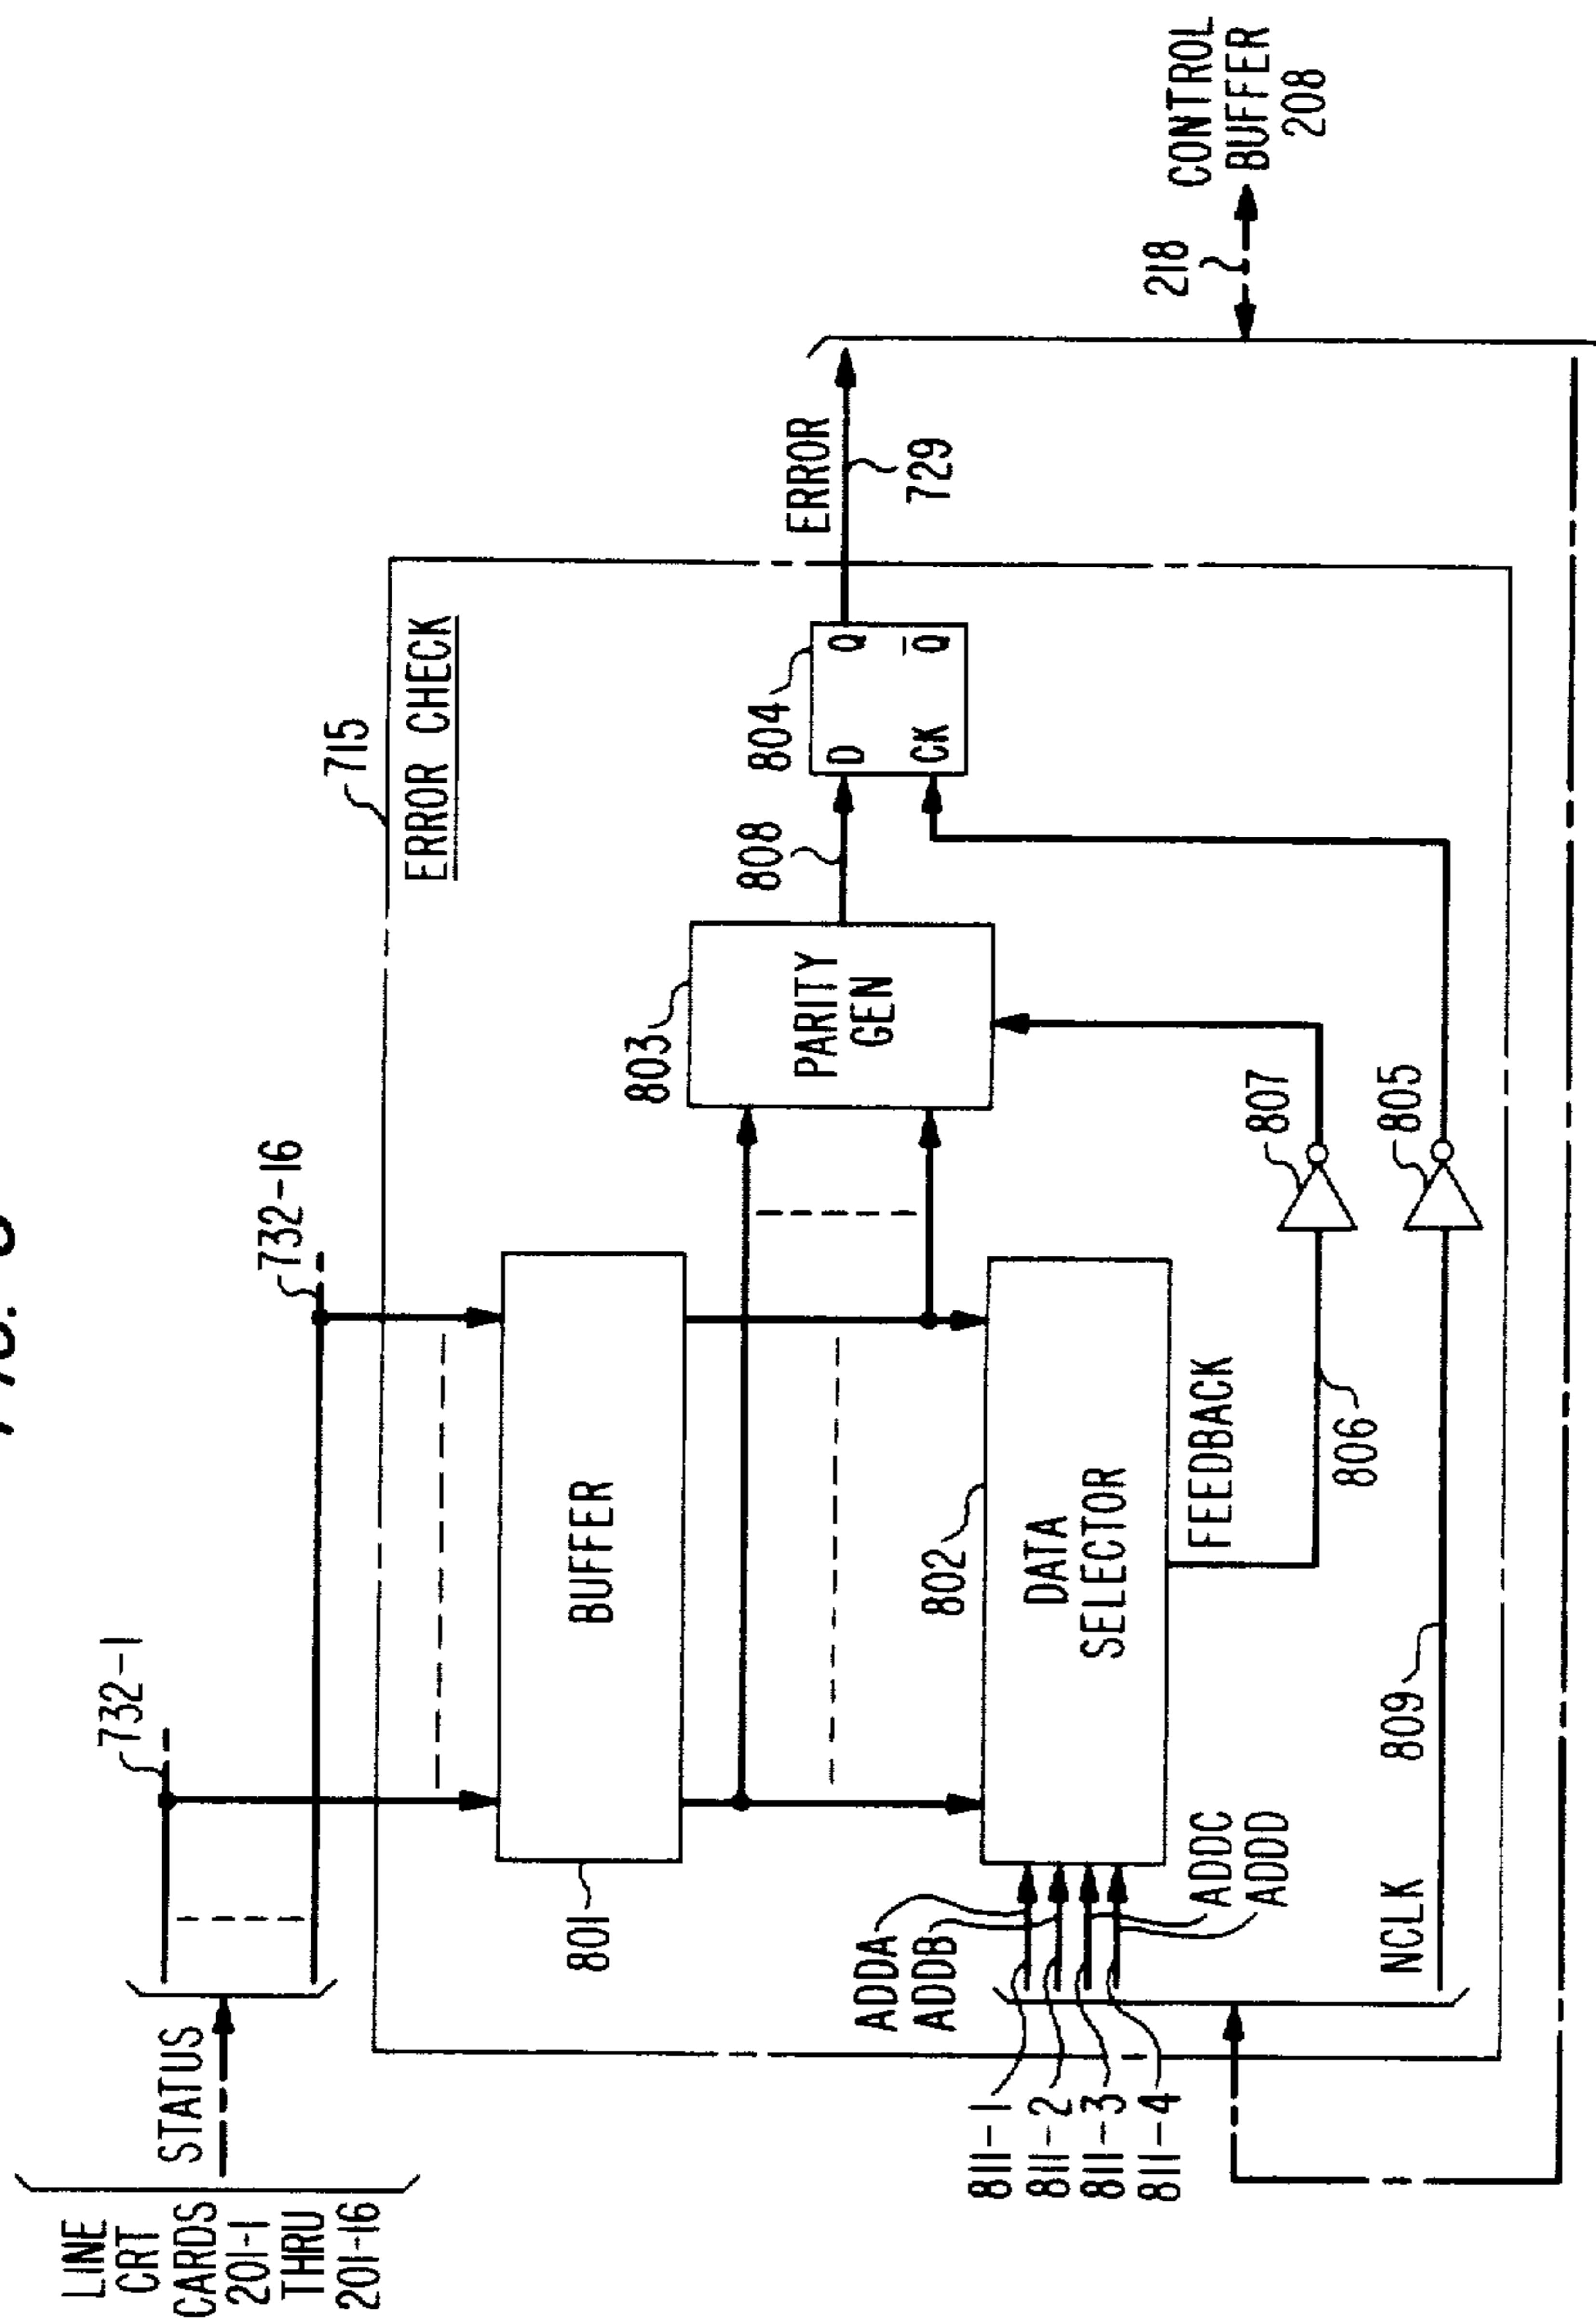 LINE
CRT
CARDS
201-1
THRU
201-16
STATUS
732-1
732-16
715
ERROR CHECK
BUFFER
801
803
PARITY
GEN
808
804
D
Q
CK
Q̅
ERROR
729
218
CONTROL
BUFFER
208
802
DATA
SELECTOR
ADDA
ADDB
ADDC
ADDD
811-1
811-2
811-3
811-4
FEEDBACK
806
807
805
NCLK
809